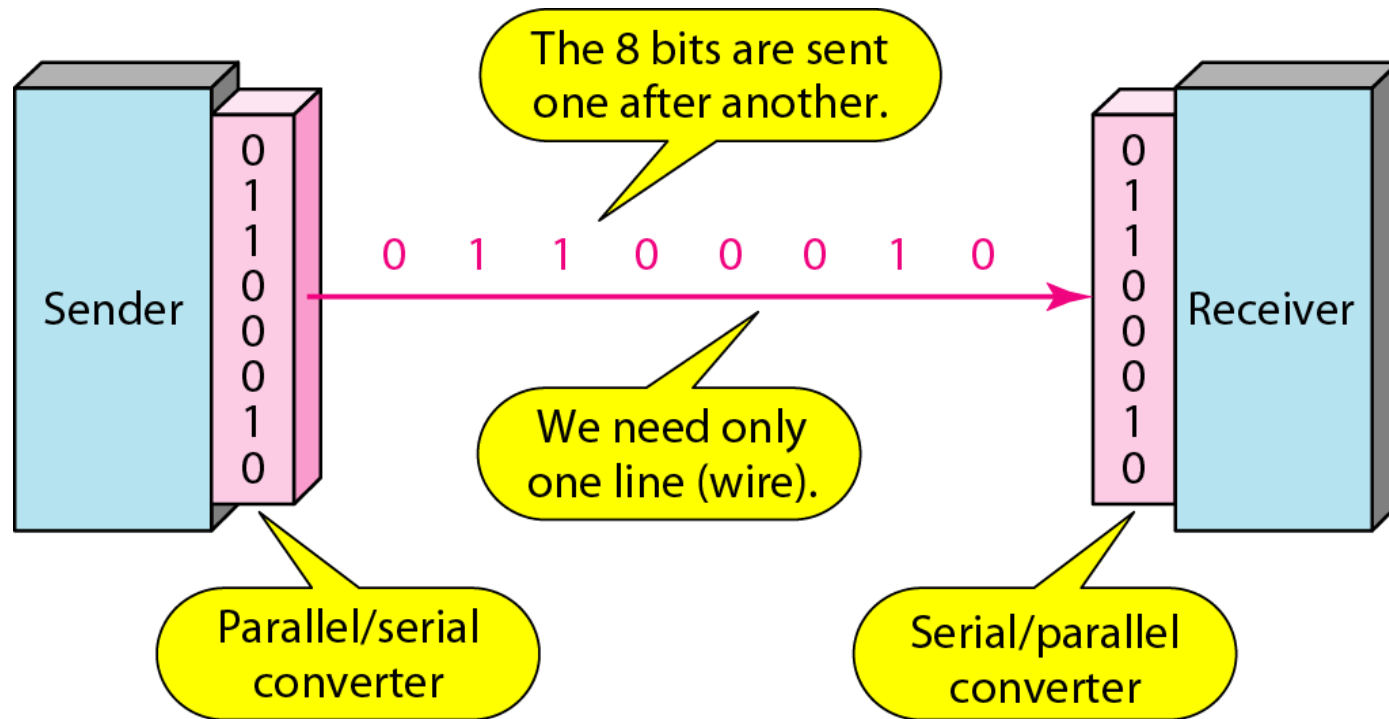 The 8 bits are sent
one after another.
0
1
1
0
0
0
1
0
0 1 1 0 0 0 1 0
0
1
1
0
0
0
1
0
Sender
Receiver
We need only
one line (wire).
Parallel/serial
converter
Serial/parallel
converter